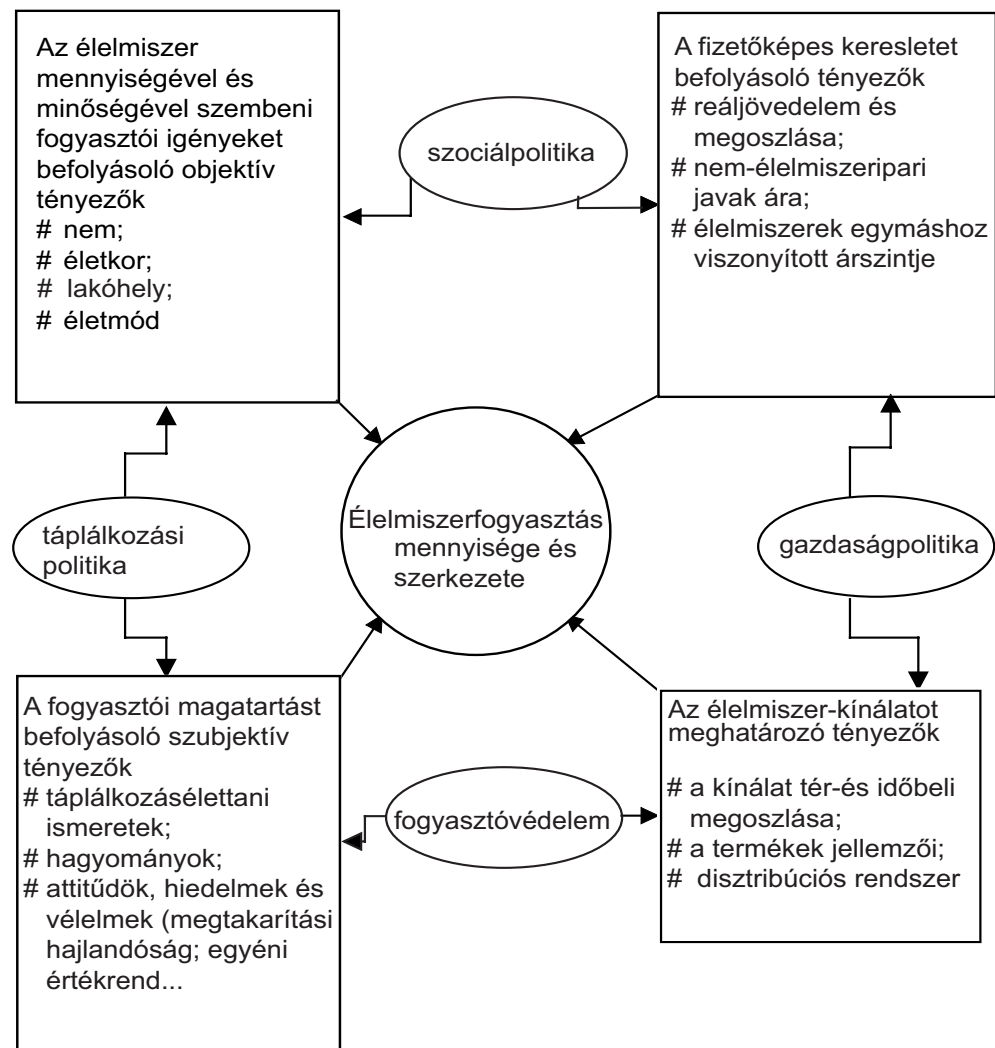 Az élelmiszer
mennyiségével és
minőségével szembeni
fogyasztói igényeket
befolyásoló objektív
tényezők
# nem;
# életkor;
# lakóhely;
# életmód
szociálpolitika
A fizetőképes keresletet
befolyásoló tényezők
# reáljövedelem és
megoszlása;
# nem-élelmiszeripari
javak ára;
# élelmiszerek egymáshoz
viszonyított árszintje
táplálkozási
politika
Élelmiszerfogyasztás
mennyisége és
szerkezete
gazdaságpolitika
A fogyasztói magatartást
befolyásoló szubjektív
tényezők
# táplálkozásélettani
ismeretek;
# hagyományok;
# attitűdök, hiedelmek és
vélelmek (megtakarítási
hajlandóság; egyéni
értékrend...
fogyasztóvédelem
Az élelmiszer-kínálatot
meghatározó tényezők
# a kínálat tér-és időbeli
megoszlása;
# a termékek jellemzői;
# disztribúciós rendszer